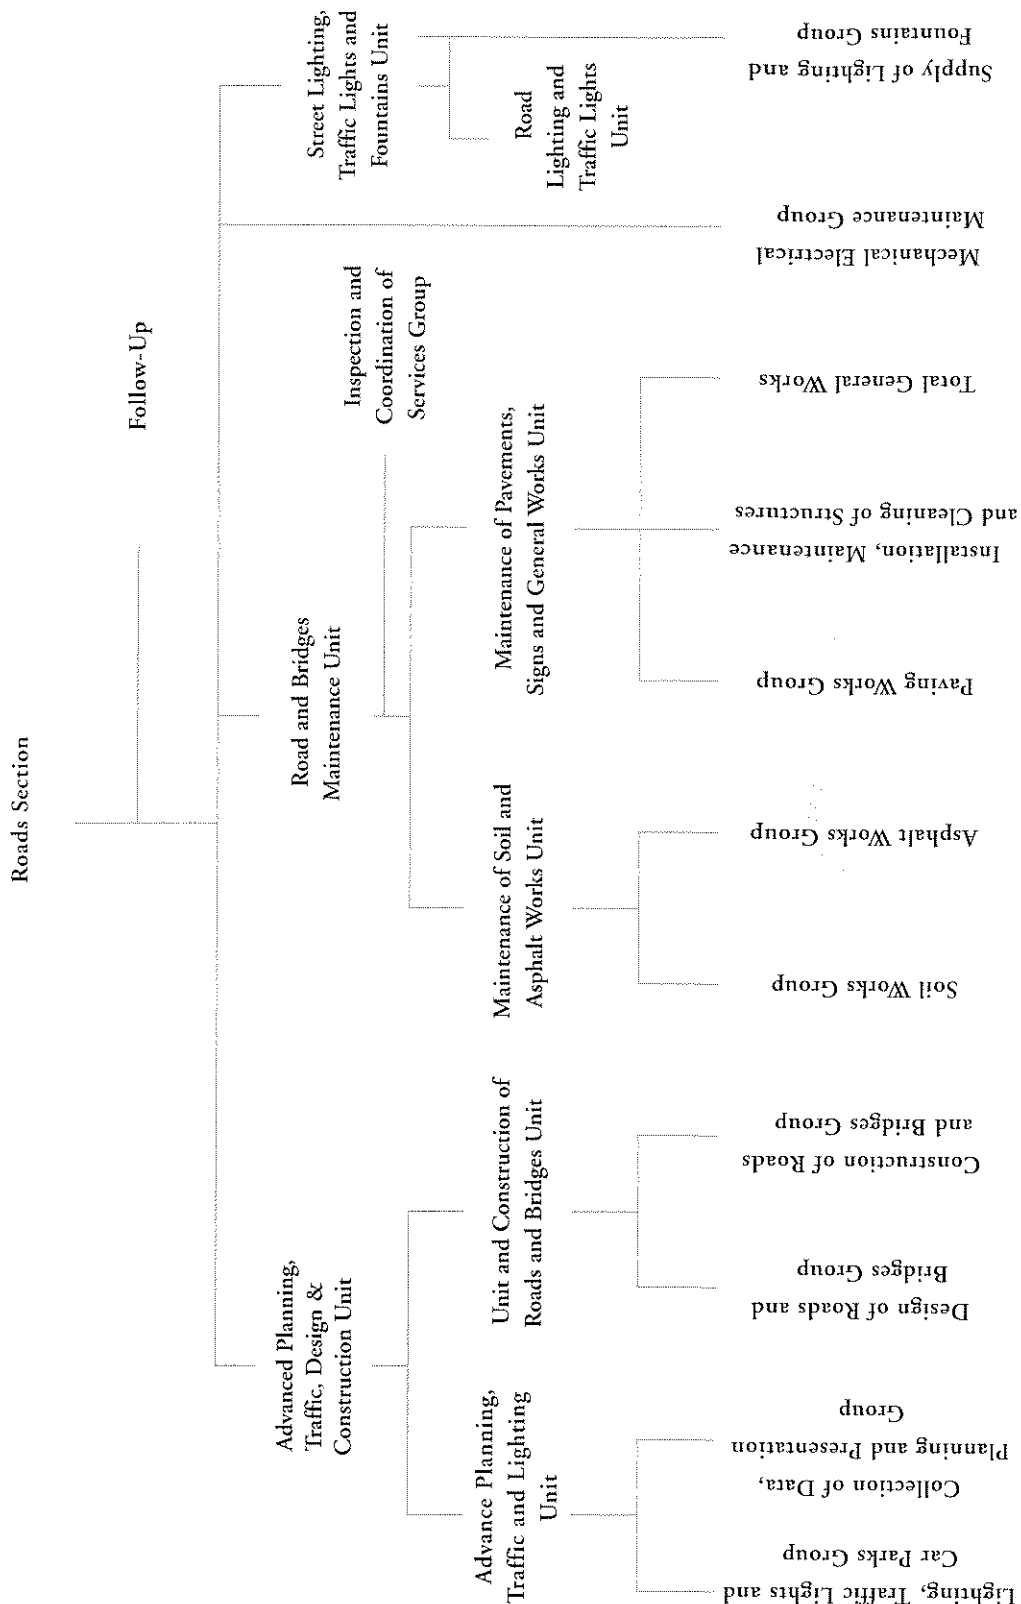 Roads Section
Follow-Up
Advanced Planning,
Traffic, Design &
Construction Unit
Road and Bridges
Maintenance Unit
Street Lighting,
Traffic Lights and
Fountains Unit
Inspection and
Coordination of
Services Group
Advance Planning,
Traffic and Lighting
Unit
Unit and Construction of
Roads and Bridges Unit
Maintenance of Soil and
Asphalt Works Unit
Maintenance of Pavements,
Signs and General Works Unit
Road
Lighting and
Traffic Lights
Unit
Lighting, Traffic Lights and
Car Parks Group
Collection of Data,
Planning and Presentation
Group
Design of Roads and
Bridges Group
Construction of Roads
and Bridges Group
Soil Works Group
Asphalt Works Group
Paving Works Group
Installation, Maintenance
and Cleaning of Structures
Total General Works
Mechanical Electrical
Maintenance Group
Supply of Lighting and
Fountains Group